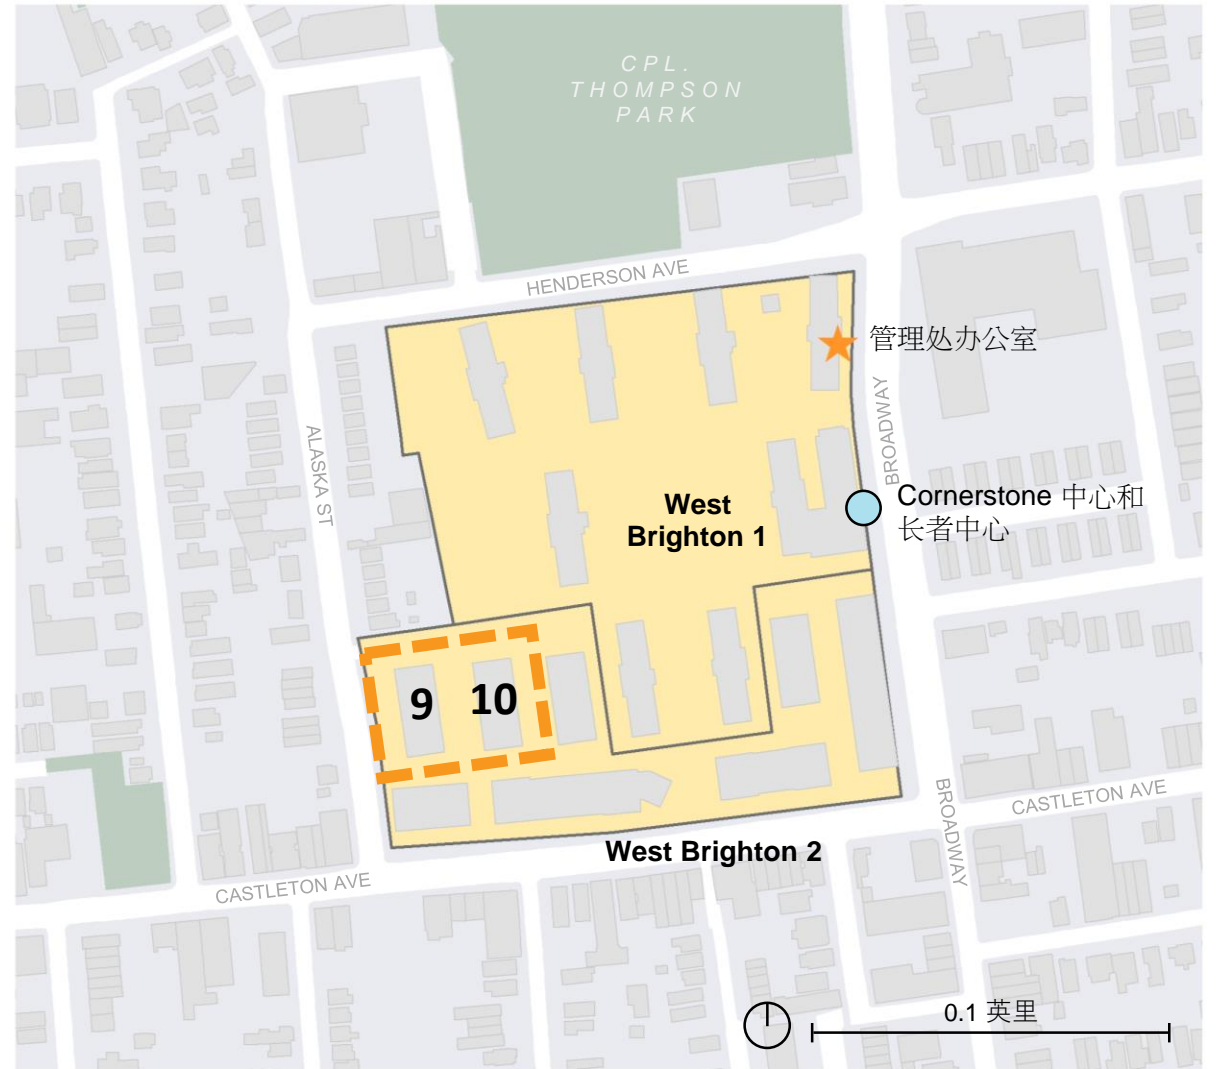 CPL.
THOMPSON
PARK
HENDERSON AVE
管理处办公室
BROADWAY
ALASKA ST
West
Brighton 1
Cornerstone 中心和
长者中心
9
10
BROADWAY
CASTLETON AVE
West Brighton 2
CASTLETON AVE
0.1 英里